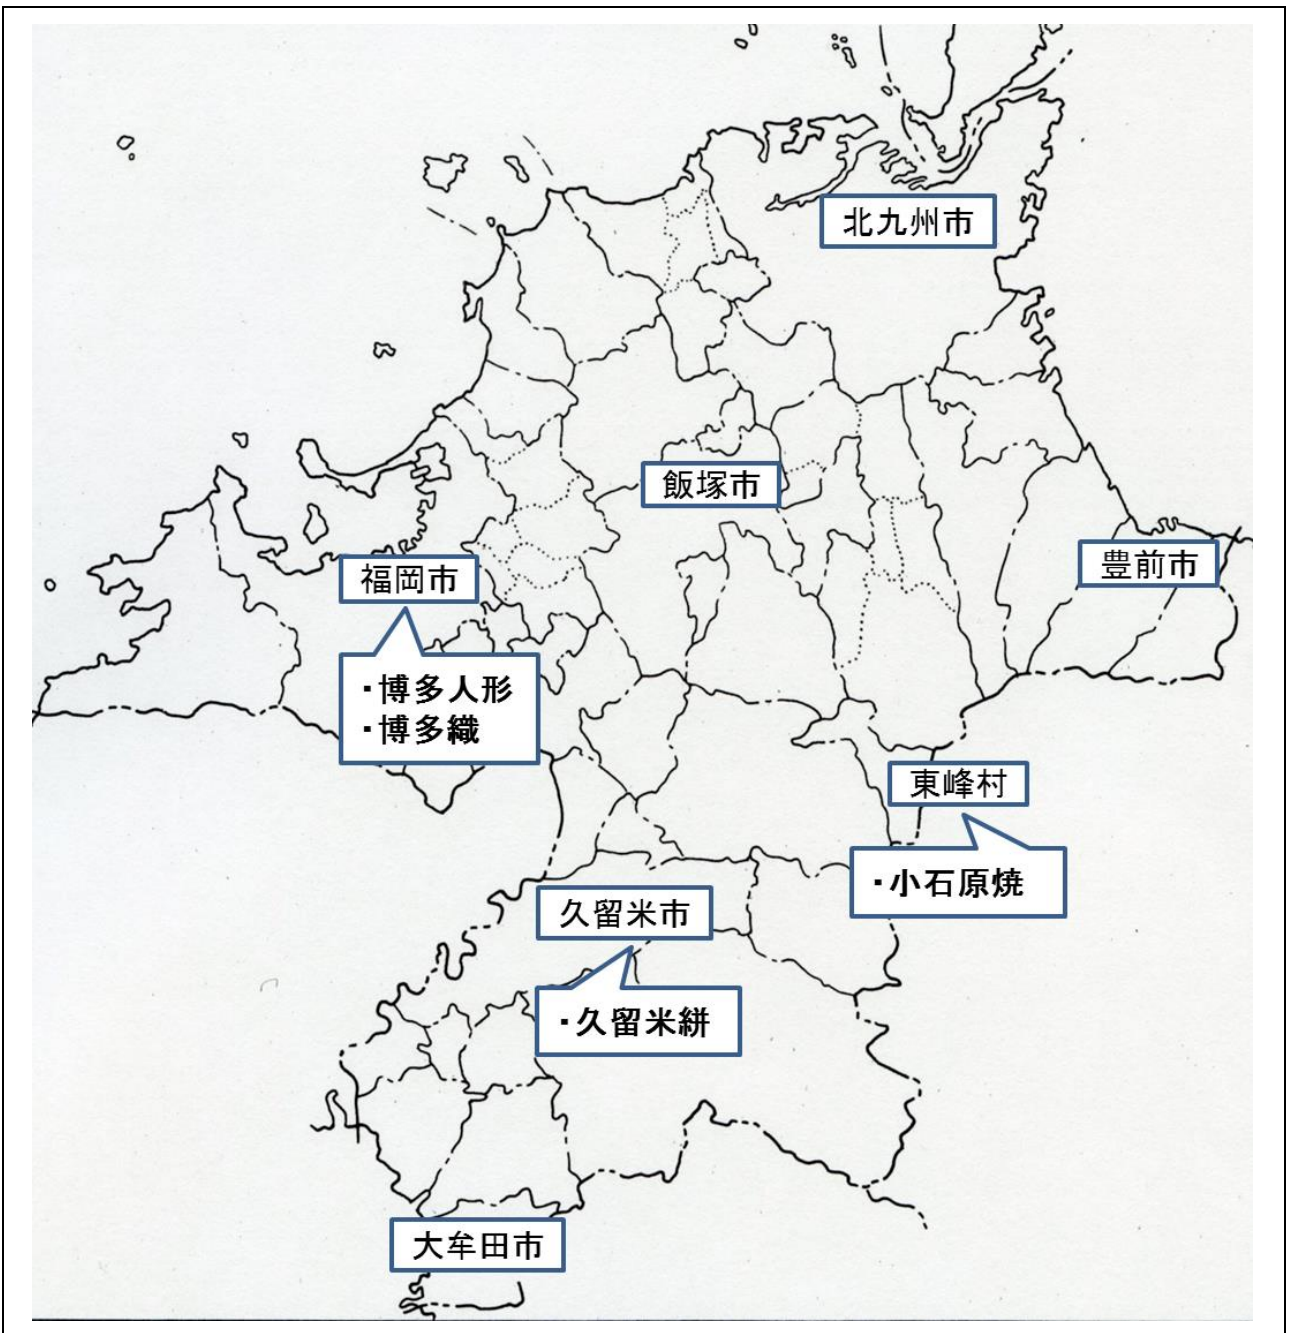 北九州市
飯塚市
豊前市
福岡市
・博多人形
・博多織
東峰村
・小石原焼
久留米市
・久留米絣
大牟田市